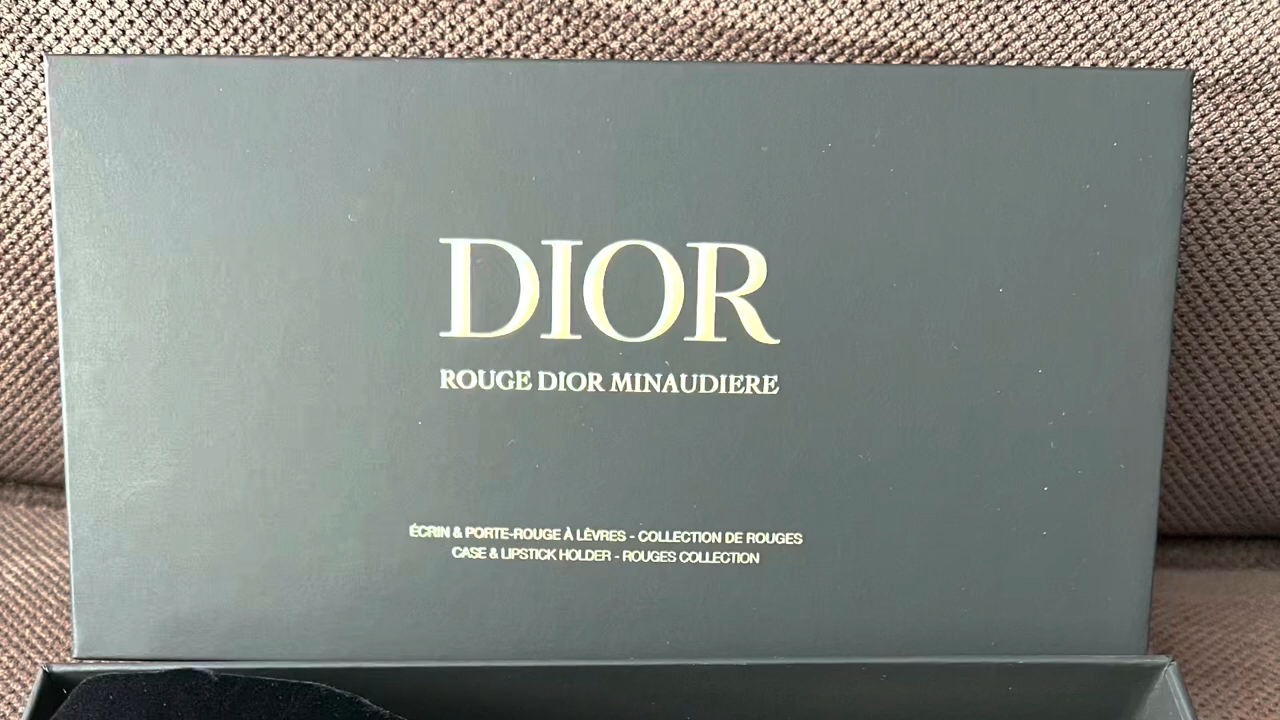 DIOR
ROUGE DIOR MINAUDIERE
ÉCRIN & PORTE-ROUGE À LÈVRES - COLLECTION DE ROUGES
CASE & LIPSTICK HOLDER - ROUGES COLLECTION